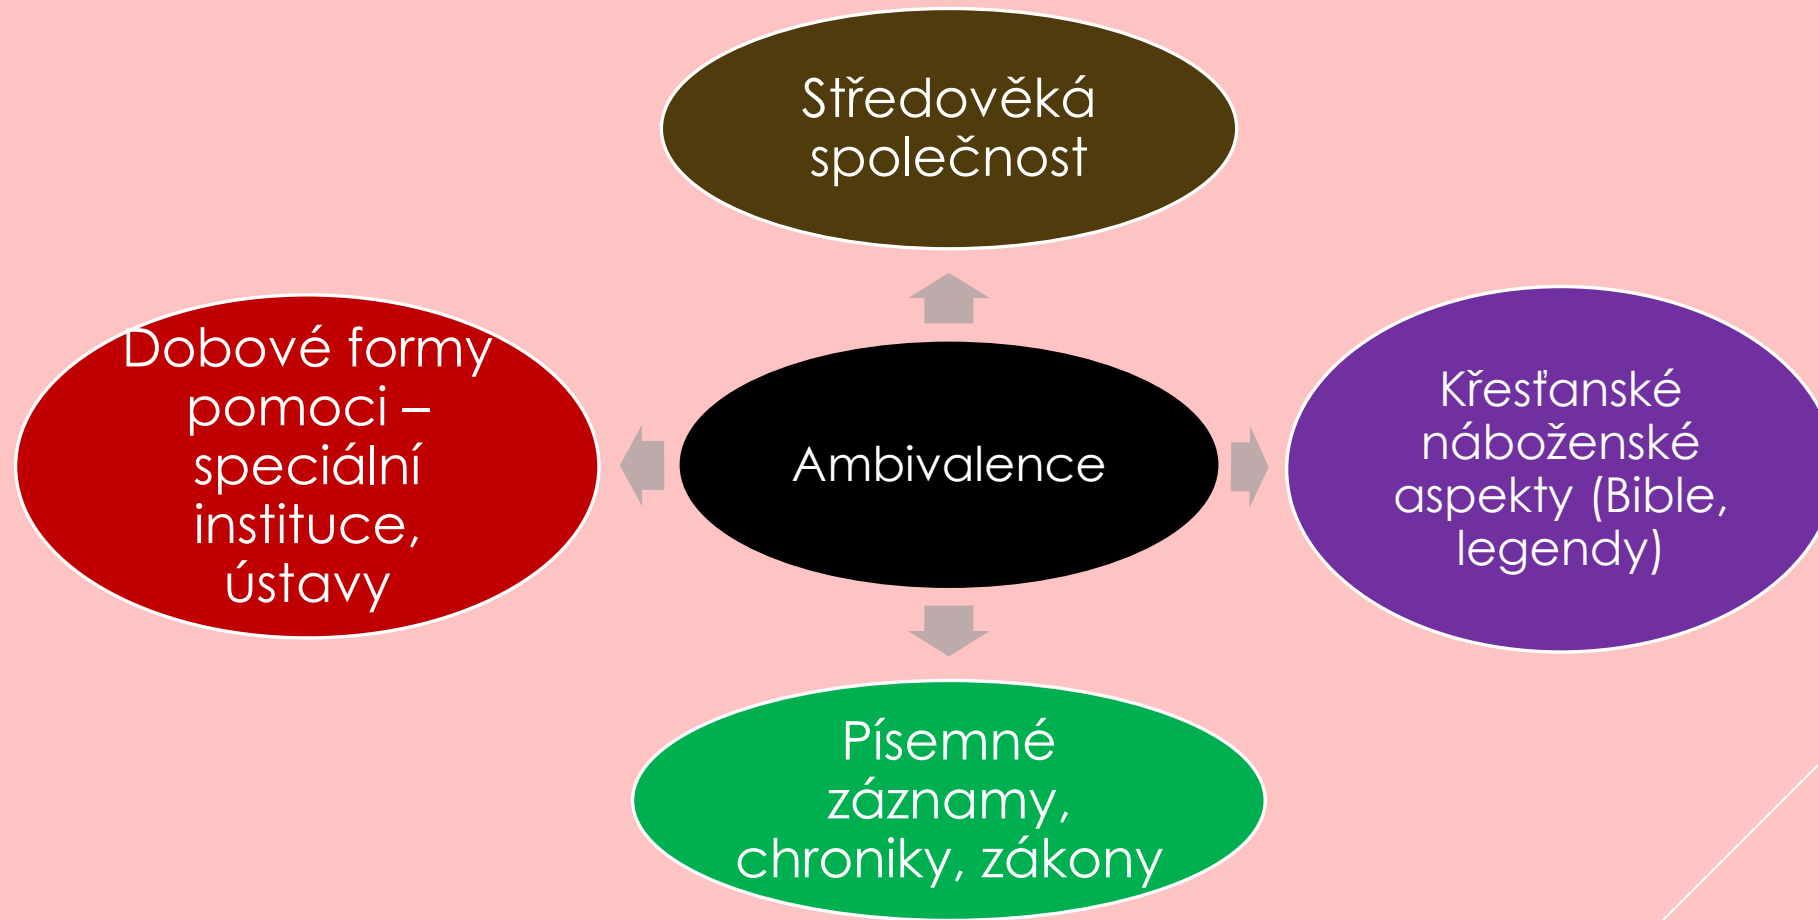 Středověká
společnost
Dobové formy
pomoci –
speciální
instituce,
ústavy
Ambivalence
Křesťanské
náboženské
aspekty (Bible,
legendy)
Písemné
záznamy,
chroniky, zákony